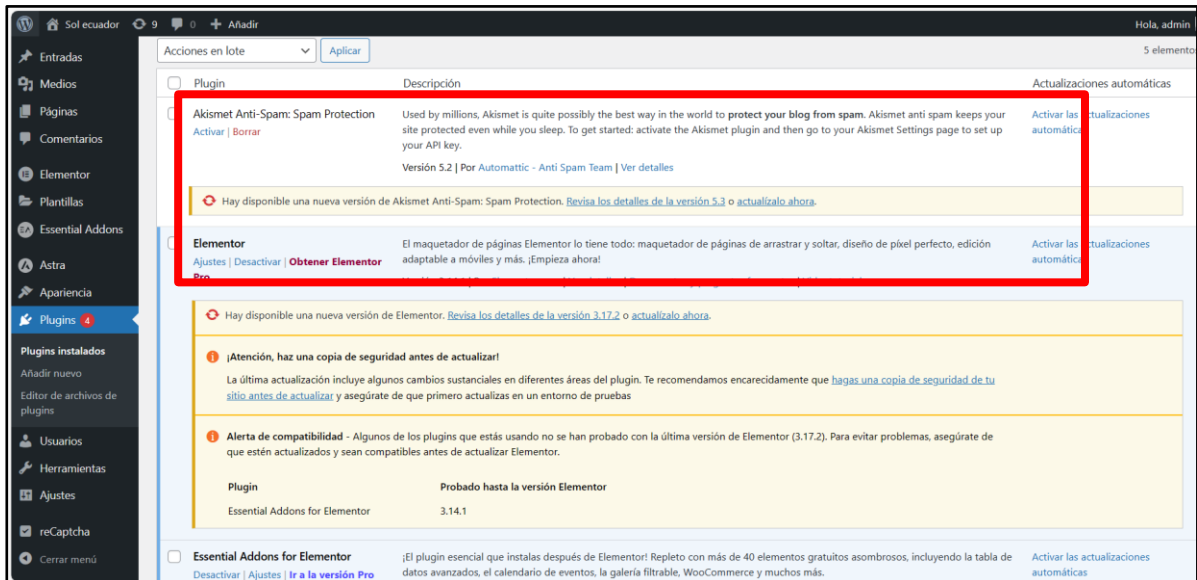 Sol ecuador 9 0 Añadir Hola, admin
Entradas
Medios
Páginas
Comentarios
Elementor
Plantillas
Essential Addons
Astra
Apariencia
Plugins 4
Plugins instalados
Añadir nuevo
Editor de archivos de
plugins
Usuarios
Herramientas
Ajustes
reCaptcha
Cerrar menú
Acciones en lote Aplicar 5 elementos
Plugin Descripción Actualizaciones automáticas
Akismet Anti-Spam: Spam Protection
Activar | Borrar
Used by millions, Akismet is quite possibly the best way in the world to protect your blog from spam. Akismet anti spam keeps your
site protected even while you sleep. To get started: activate the Akismet plugin and then go to your Akismet Settings page to set up
your API key.
Versión 5.2 | Por Automattic - Anti Spam Team | Ver detalles
Activar las actualizaciones
automáticas
Hay disponible una nueva versión de Akismet Anti-Spam: Spam Protection. Revisa los detalles de la versión 5.3 o actualízalo ahora.
Elementor
Ajustes | Desactivar | Obtener Elementor
Pro
El maquetador de páginas Elementor lo tiene todo: maquetador de páginas de arrastrar y soltar, diseño de píxel perfecto, edición
adaptable a móviles y más. ¡Empieza ahora!
Activar las actualizaciones
automáticas
Hay disponible una nueva versión de Elementor. Revisa los detalles de la versión 3.17.2 o actualízalo ahora.
¡Atención, haz una copia de seguridad antes de actualizar!
La última actualización incluye algunos cambios sustanciales en diferentes áreas del plugin. Te recomendamos encarecidamente que hagas una copia de seguridad de tu
sitio antes de actualizar y asegúrate de que primero actualizas en un entorno de pruebas
Alerta de compatibilidad - Algunos de los plugins que estás usando no se han probado con la última versión de Elementor (3.17.2). Para evitar problemas, asegúrate de
que estén actualizados y sean compatibles antes de actualizar Elementor.
Plugin Probado hasta la versión Elementor
Essential Addons for Elementor 3.14.1
Essential Addons for Elementor
Desactivar | Ajustes | Ir a la versión Pro
¡El plugin esencial que instalas después de Elementor! Repleto con más de 40 elementos gratuitos asombrosos, incluyendo la tabla de
datos avanzados, el calendario de eventos, la galería filtrable, WooCommerce y muchos más.
Activar las actualizaciones
automáticas